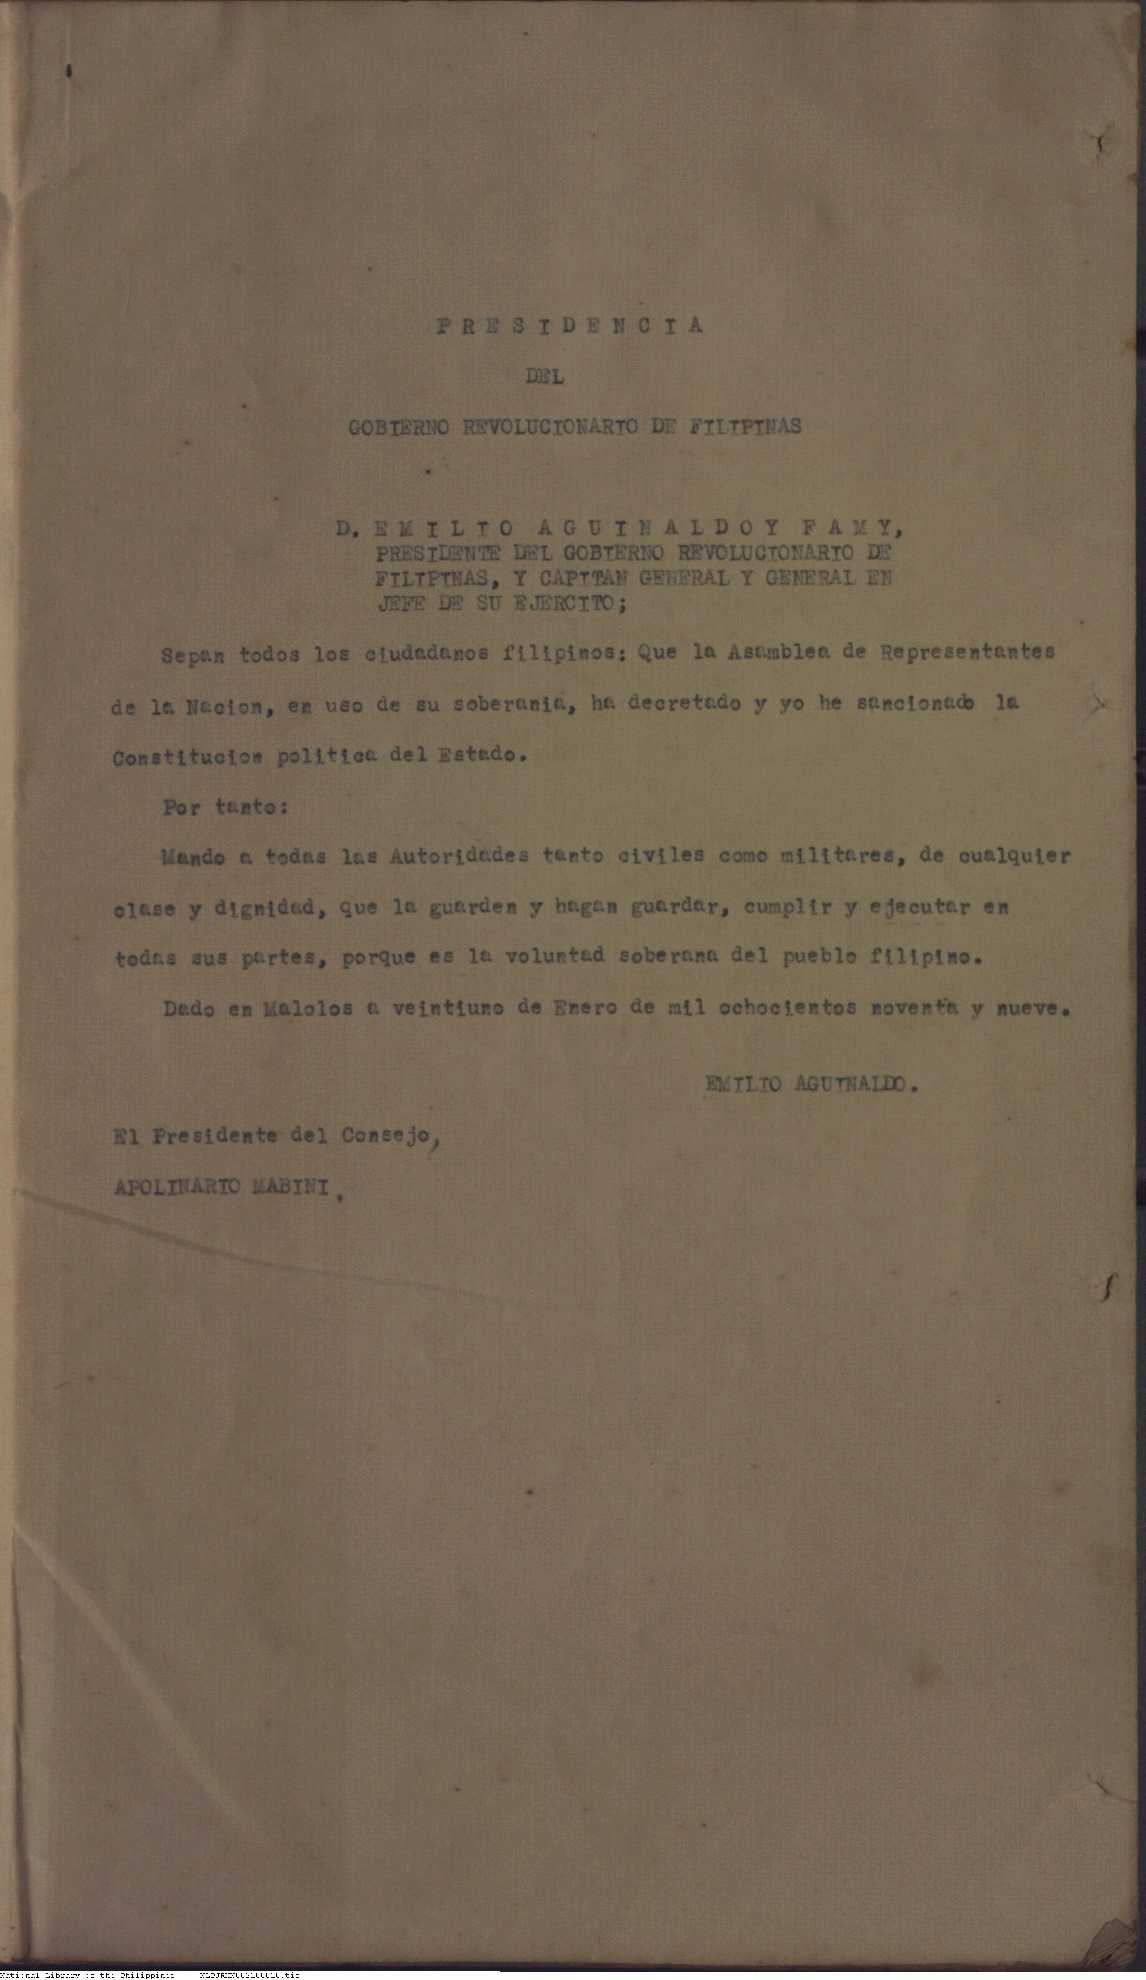 P R E S I D E N C I A
DEL
GOBIERNO REVOLUCIONARIO DE FILIPINAS
D. E M I L I O  A G U I N A L D O Y  F A M Y,
PRESIDENTE DEL GOBIERNO REVOLUCIONARIO DE
FILIPINAS, Y CAPITAN GENERAL Y GENERAL EN
JEFE DE SU EJERCITO;
Sepan todos los ciudadanos filipinos: Que la Asamblea de Representantes
de la Nacion, en uso de su soberania, ha decretado y yo he sancionado la
Constitucion politica del Estado.
Por tanto:
Mando a todas las Autoridades tanto civiles como militares, de cualquier
clase y dignidad, que la guarden y hagan guardar, cumplir y ejecutar en
todas sus partes, porque es la voluntad soberana del pueblo filipino.
Dado en Malolos a veintiuno de Enero de mil ochocientos noventa y nueve.
EMILIO AGUINALDO.
El Presidente del Consejo,
APOLINARIO MABINI.
National Library of the Philippines